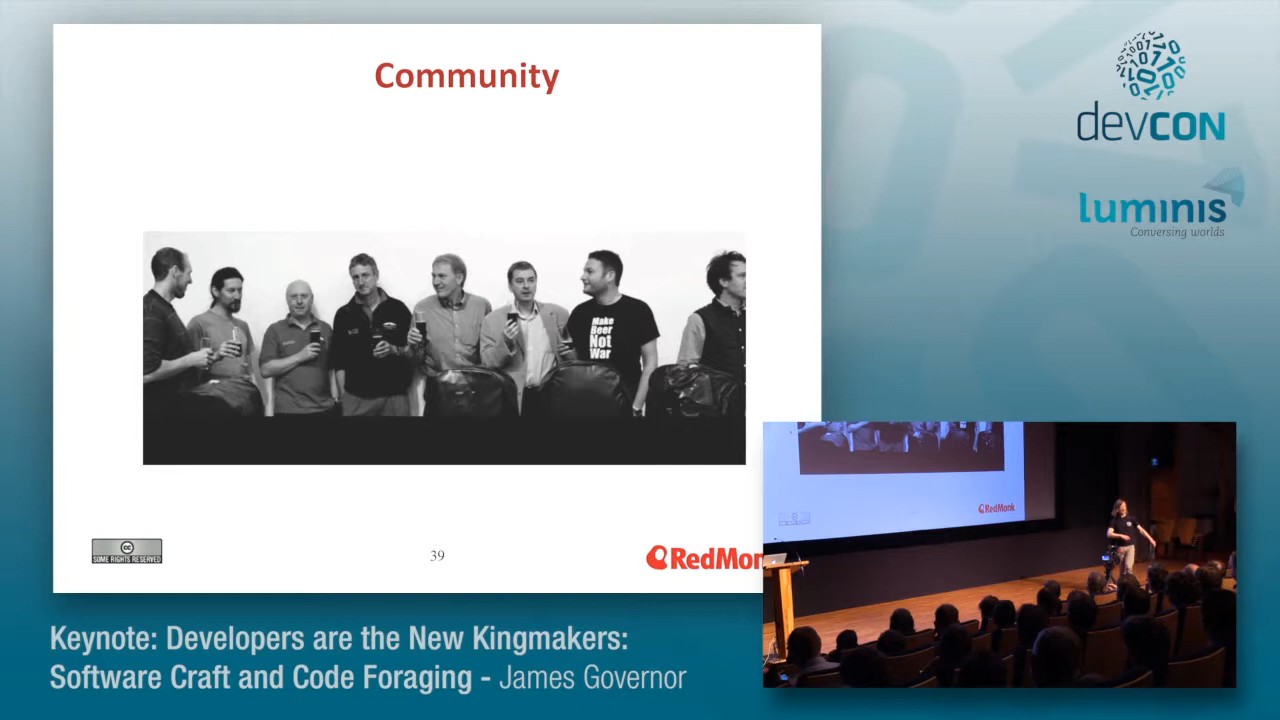 Community
Make
Beer
Not
War
cc
SOME RIGHTS RESERVED
39
RedMon
devCON
luminis
Conversing worlds
RedMonk
Keynote: Developers are the New Kingmakers:
Software Craft and Code Foraging - James Governor